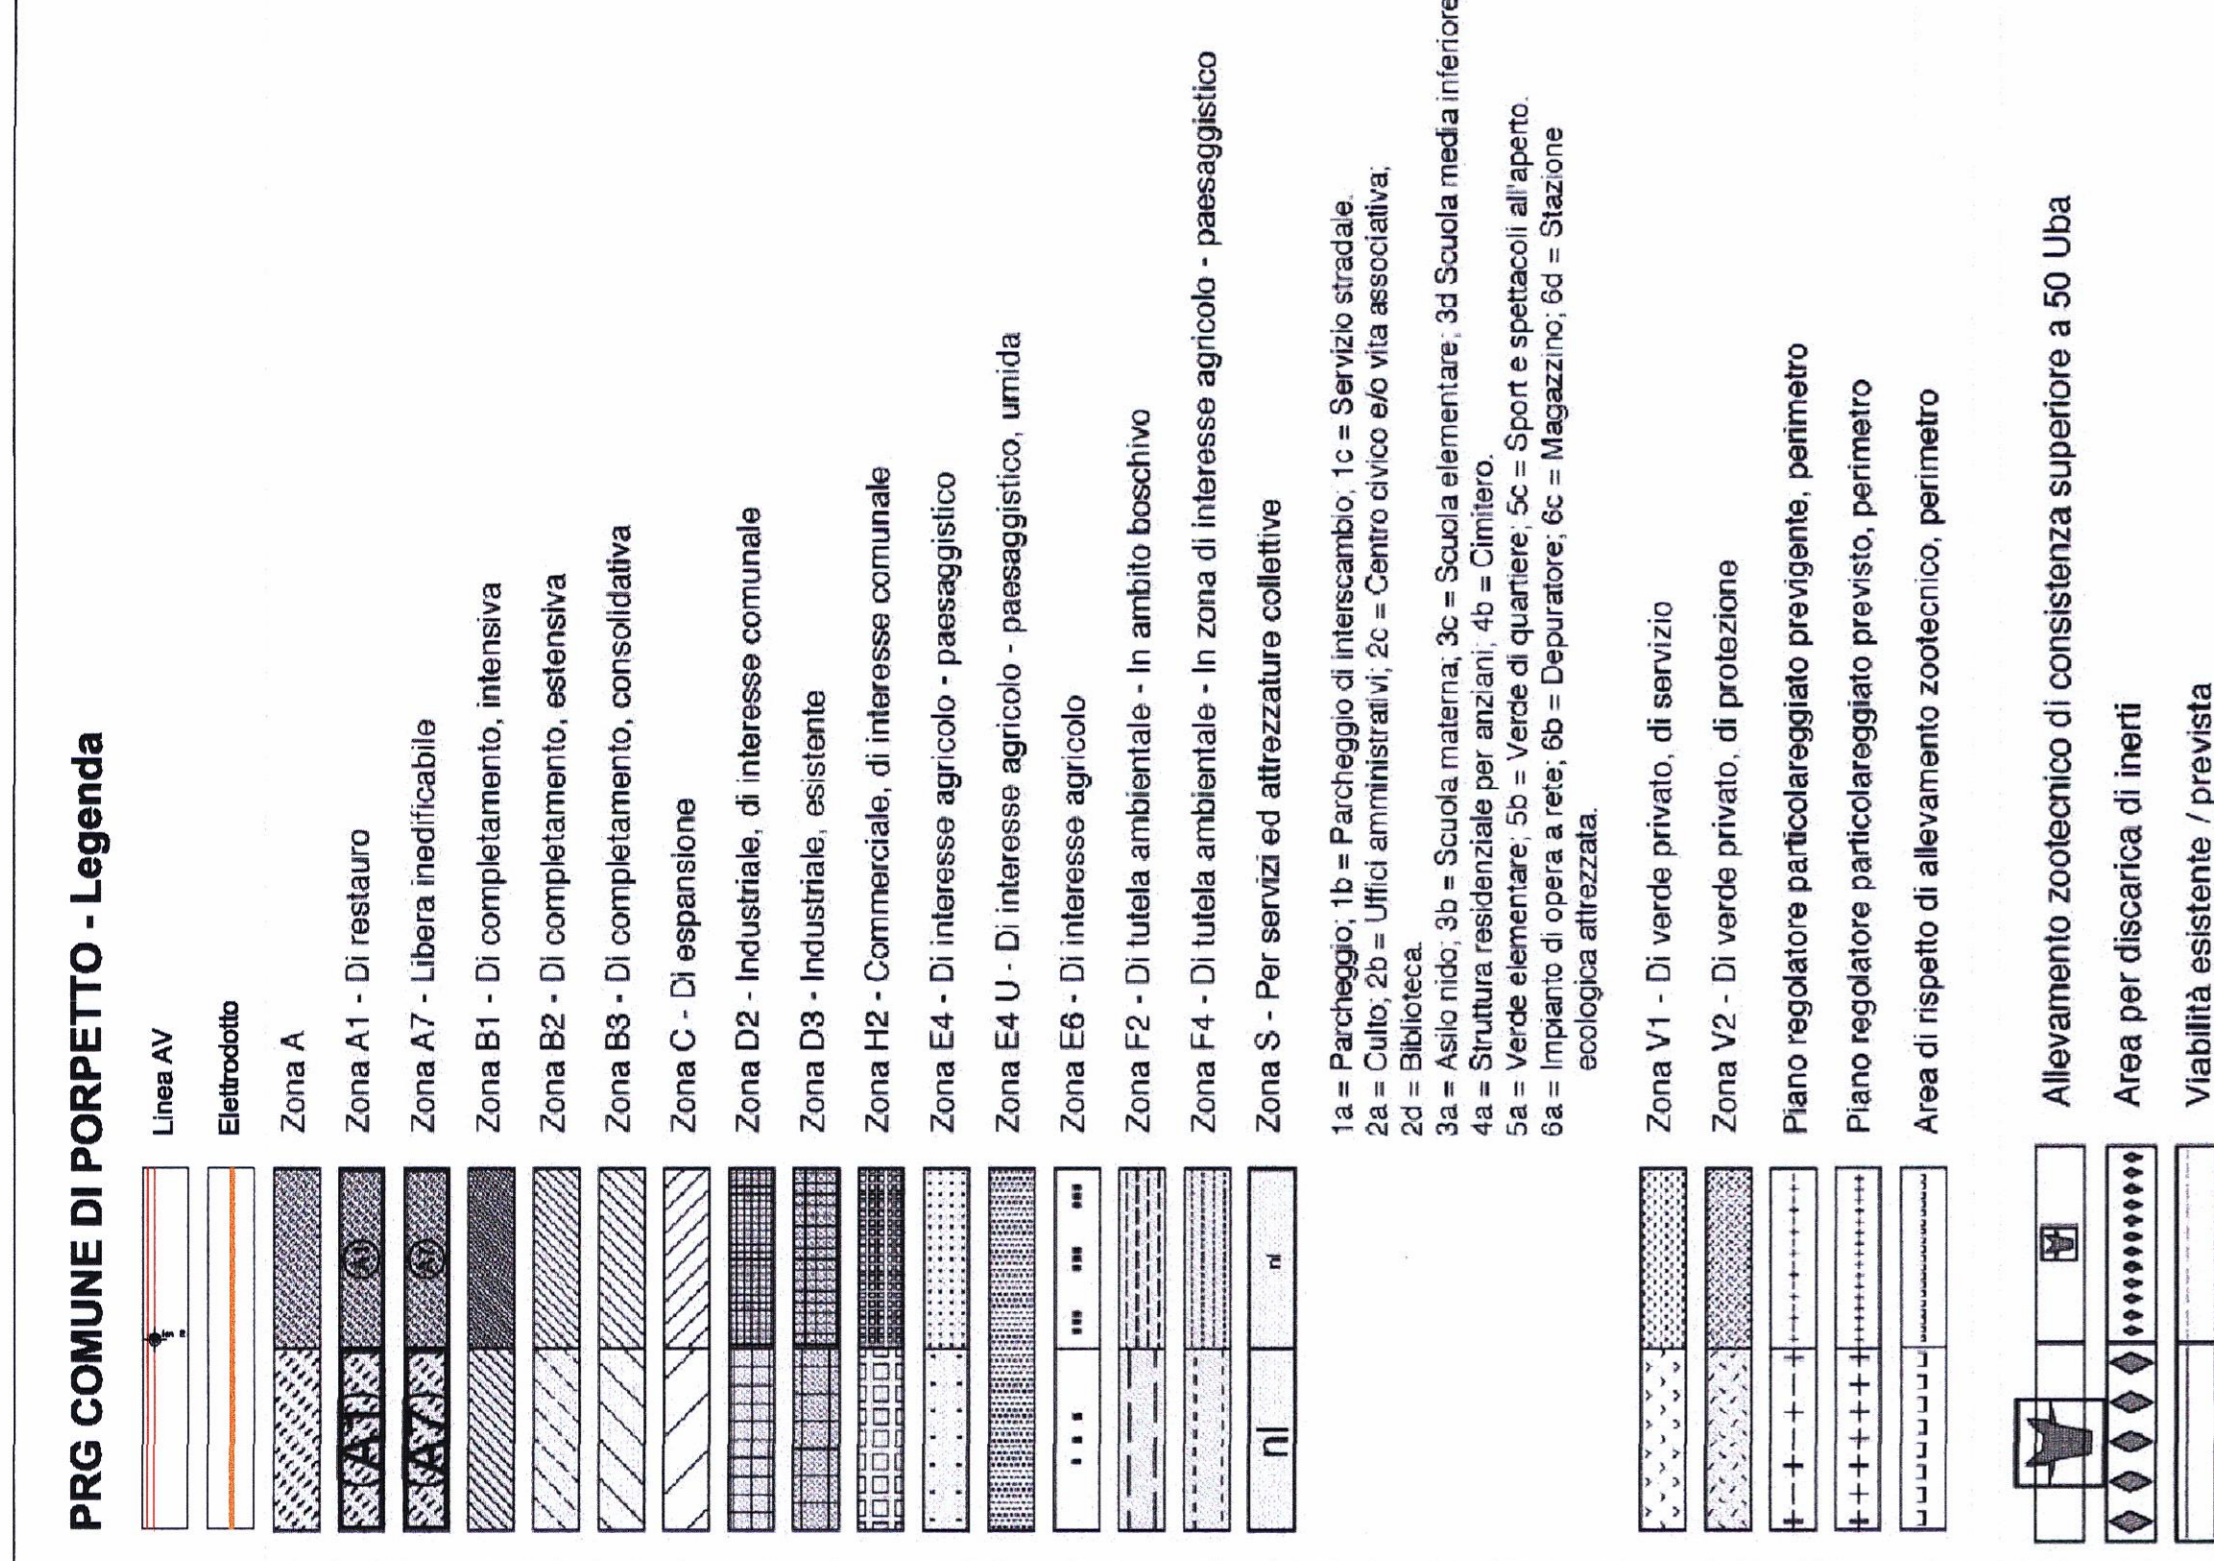 PRG COMUNE DI PORPETTO - Legenda
Linea AV
Elettrodotto
Zona A
A1 A1 Zona A1 - Di restauro
A7 A7 Zona A7 - Libera inedificabile
Zona B1 - Di completamento, intensiva
Zona B2 - Di completamento, estensiva
Zona B3 - Di completamento, consolidativa
Zona C - Di espansione
Zona D2 - Industriale, di interesse comunale
Zona D3 - Industriale, esistente
Zona H2 - Commerciale, di interesse comunale
Zona E4 - Di interesse agricolo - paesaggistico
Zona E4 U - Di interesse agricolo - paesaggistico, umida
Zona E6 - Di interesse agricolo
Zona F2 - Di tutela ambientale - In ambito boschivo
Zona F4 - Di tutela ambientale - In zona di interesse agricolo - paesaggistico
nl nl Zona S - Per servizi ed attrezzature collettive
1a = Parcheggio; 1b = Parcheggio di interscambio; 1c = Servizio stradale.
2a = Culto; 2b = Uffici amministrativi; 2c = Centro civico e/o vita associativa;
2d = Biblioteca.
3a = Asilo nido; 3b = Scuola materna; 3c = Scuola elementare; 3d Scuola media inferiore
4a = Struttura residenziale per anziani; 4b = Cimitero.
5a = Verde elementare; 5b = Verde di quartiere; 5c = Sport e spettacoli all'aperto.
6a = Impianto di opera a rete; 6b = Depuratore; 6c = Magazzino; 6d = Stazione
ecologica attrezzata.
Zona V1 - Di verde privato, di servizio
Zona V2 - Di verde privato, di protezione
Piano regolatore particolareggiato previgente, perimetro
Piano regolatore particolareggiato previsto, perimetro
Area di rispetto di allevamento zootecnico, perimetro
Allevamento zootecnico di consistenza superiore a 50 Uba
Area per discarica di inerti
Viabilità esistente / prevista